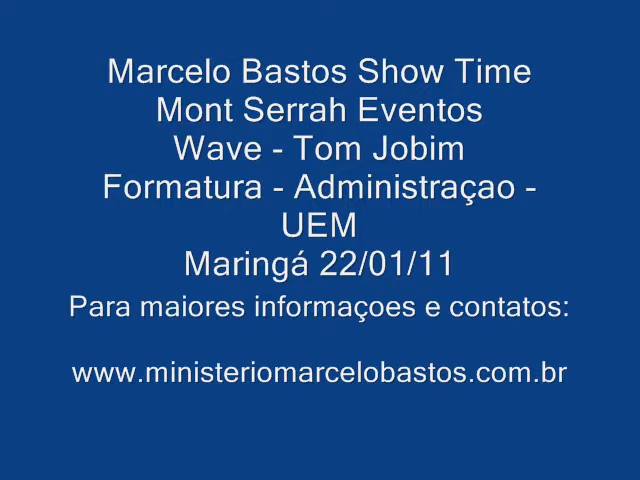 Marcelo Bastos Show Time
Mont Serrah Eventos
Wave - Tom Jobim
Formatura - Administraçao -
UEM
Maringá 22/01/11
Para maiores informaçoes e contatos:
www.ministeriomarcelobastos.com.br